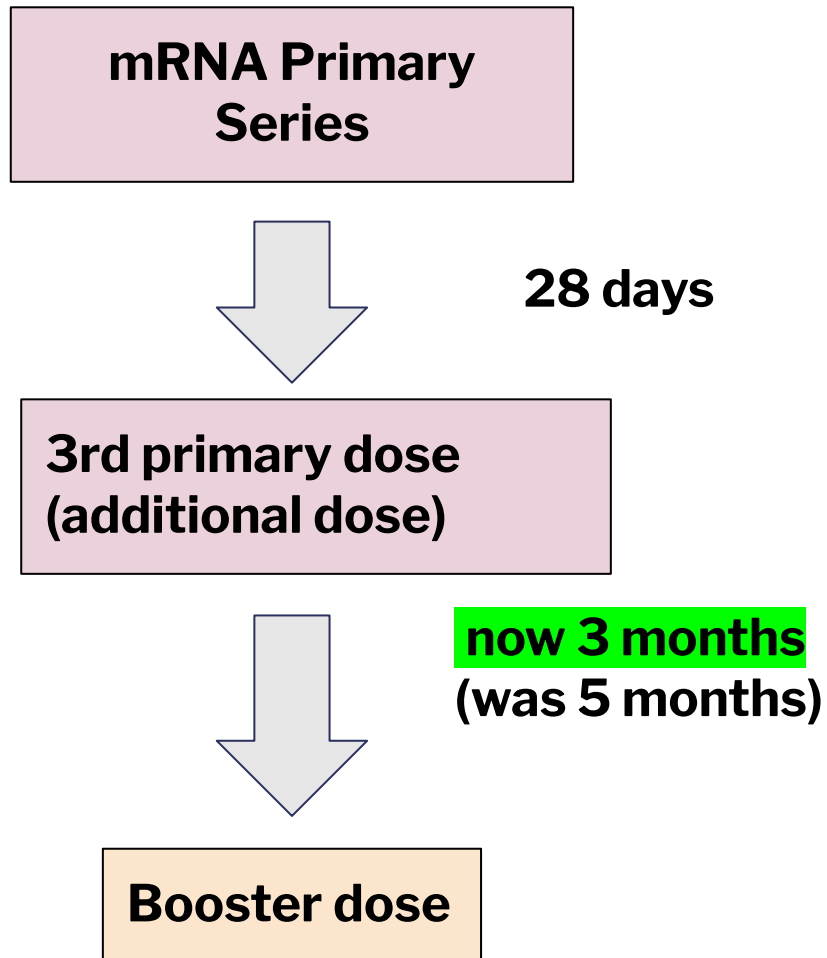 mRNA Primary
Series
28 days
3rd primary dose
(additional dose)
now 3 months
(was 5 months)
Booster dose